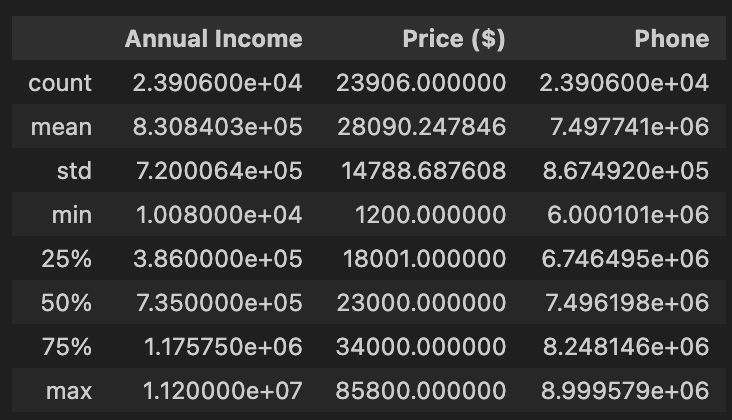 Annual Income Price ($) Phone
count 2.390600e+04 23906.000000 2.390600e+04
mean 8.308403e+05 28090.247846 7.497741e+06
std 7.200064e+05 14788.687608 8.674920e+05
min 1.008000e+04 1200.000000 6.000101e+06
25% 3.860000e+05 18001.000000 6.746495e+06
50% 7.350000e+05 23000.000000 7.496198e+06
75% 1.175750e+06 34000.000000 8.248146e+06
max 1.120000e+07 85800.000000 8.999579e+06